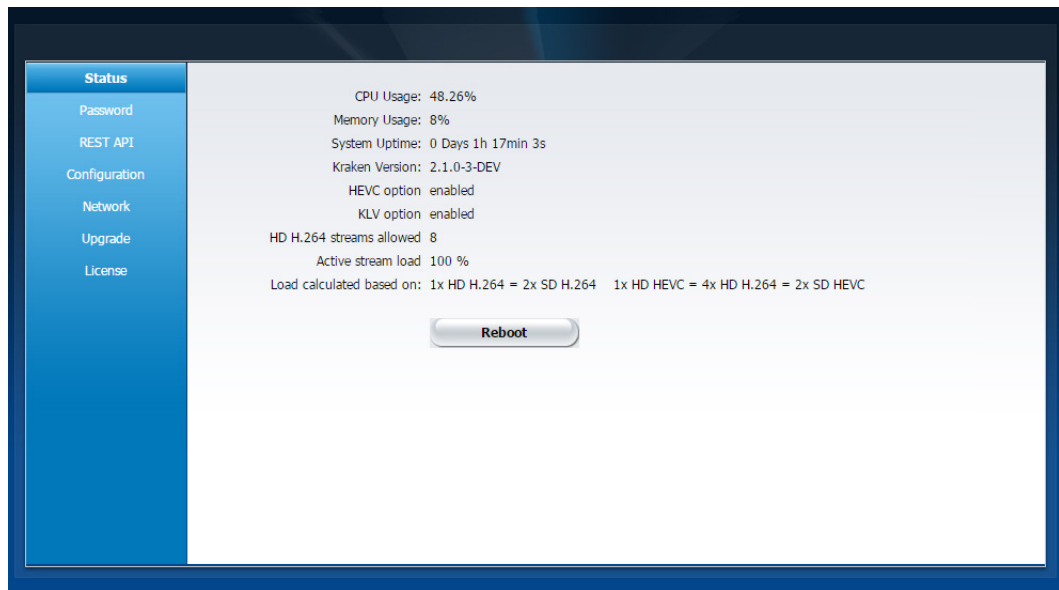 Status
Password
REST API
Configuration
Network
Upgrade
License
CPU Usage: 48.26%
Memory Usage: 8%
System Uptime: 0 Days 1h 17min 3s
Kraken Version: 2.1.0-3-DEV
HEVC option enabled
KLV option enabled
HD H.264 streams allowed 8
Active stream load 100 %
Load calculated based on: 1x HD H.264 = 2x SD H.264 1x HD HEVC = 4x HD H.264 = 2x SD HEVC
Reboot